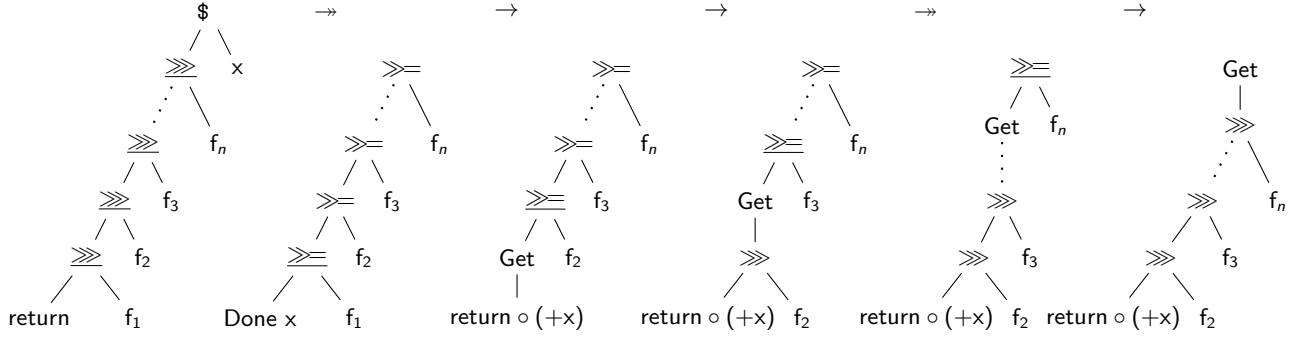 $ ↠ → → ↠ →
⋙ x ≫= ≫= ≫= ≫= Get
Get fₙ ⋙
⋙ fₙ ≫= fₙ ≫= fₙ ≫= fₙ
⋙ f₃ ≫= f₃ ≫= f₃ Get f₃ ⋙ ⋙ fₙ
⋙ f₂ ≫= f₂ Get f₂ ⋙ ⋙ f₃ ⋙ f₃
return f₁ Done x f₁ return ∘ (+x) return ∘ (+x) f₂ return ∘ (+x) f₂ return ∘ (+x) f₂